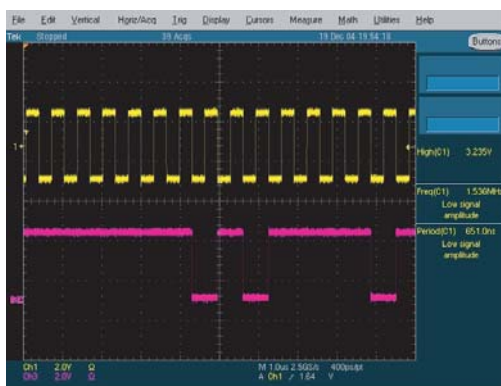 File Edit Vertical Horiz/Acq Trig Display Cursors Measure Math Utilities Help
Tek Stopped 39 Acqs 19 Dec 04 19:54:18
Buttons
1
High(C1) 3.235V
Freq(C1) 1.536MHz
Low signal
amplitude
Period(C1) 651.0ns
Low signal
amplitude
Ch1 2.0V Ω
Ch3 2.0V Ω
M 1.0us 2.5GS/s 400ps/pt
A Ch1 / 1.64 V